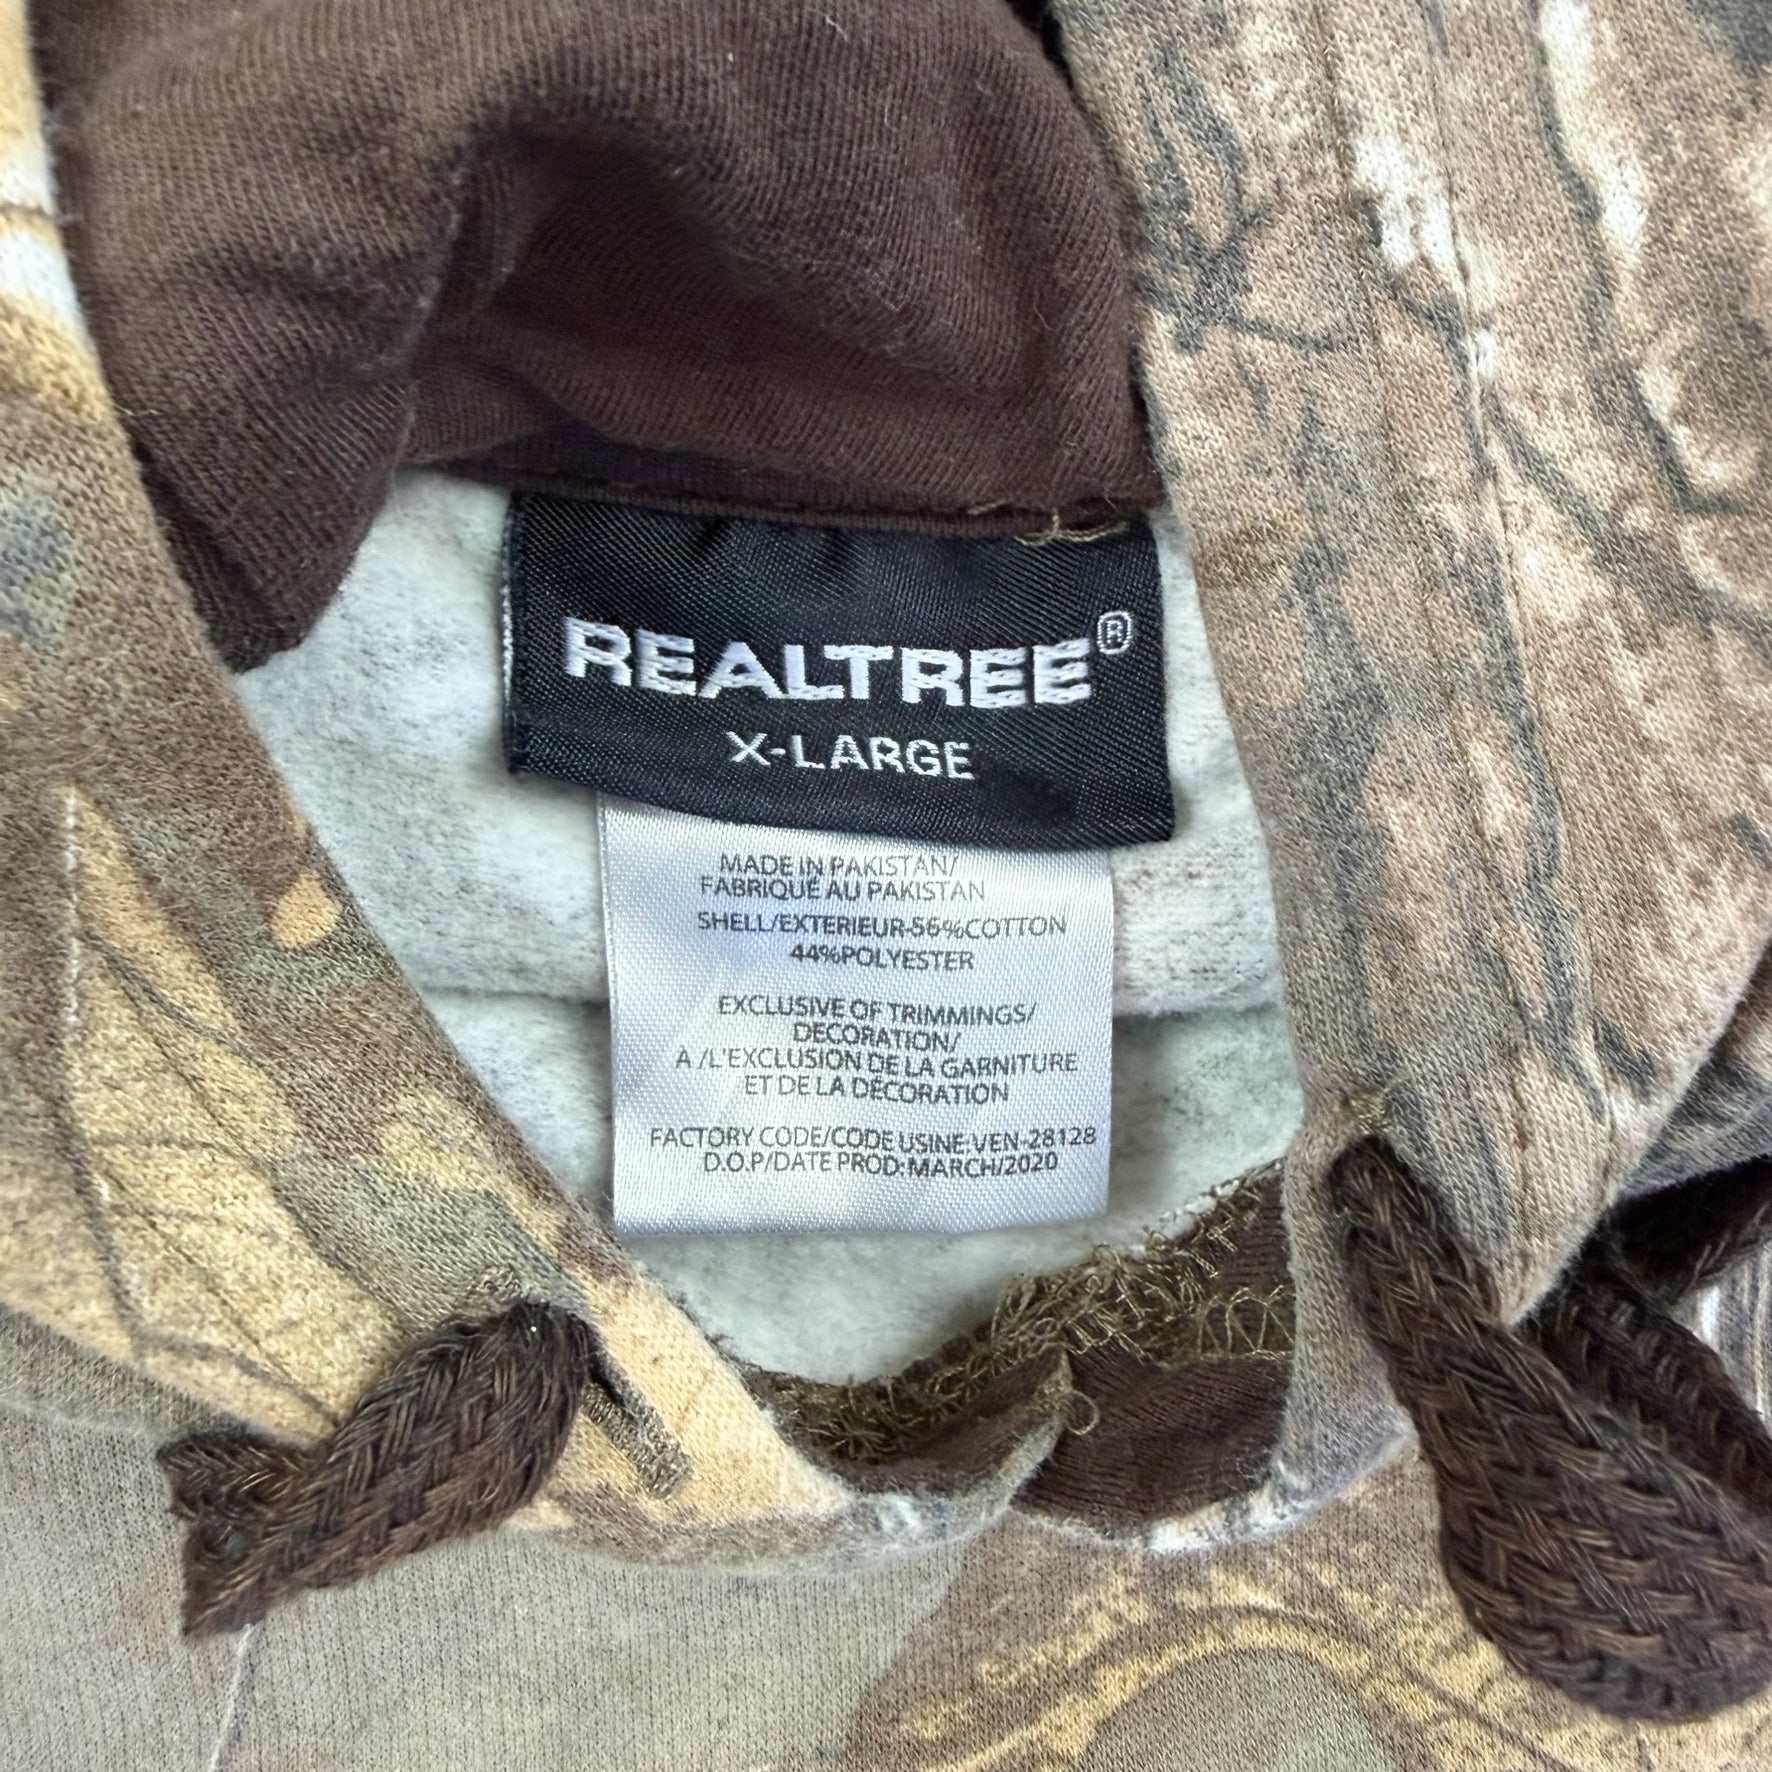 REALTREE®
X-LARGE
MADE IN PAKISTAN/
FABRIQUÉ AU PAKISTAN
SHELL/EXTERIEUR-56%COTTON
44%POLYESTER
EXCLUSIVE OF TRIMMINGS/
DECORATION/
À /L'EXCLUSION DE LA GARNITURE
ET DE LA DÉCORATION
FACTORY CODE/CODE USINE:VEN-28128
D.O.P/DATE PROD: MARCH/2020